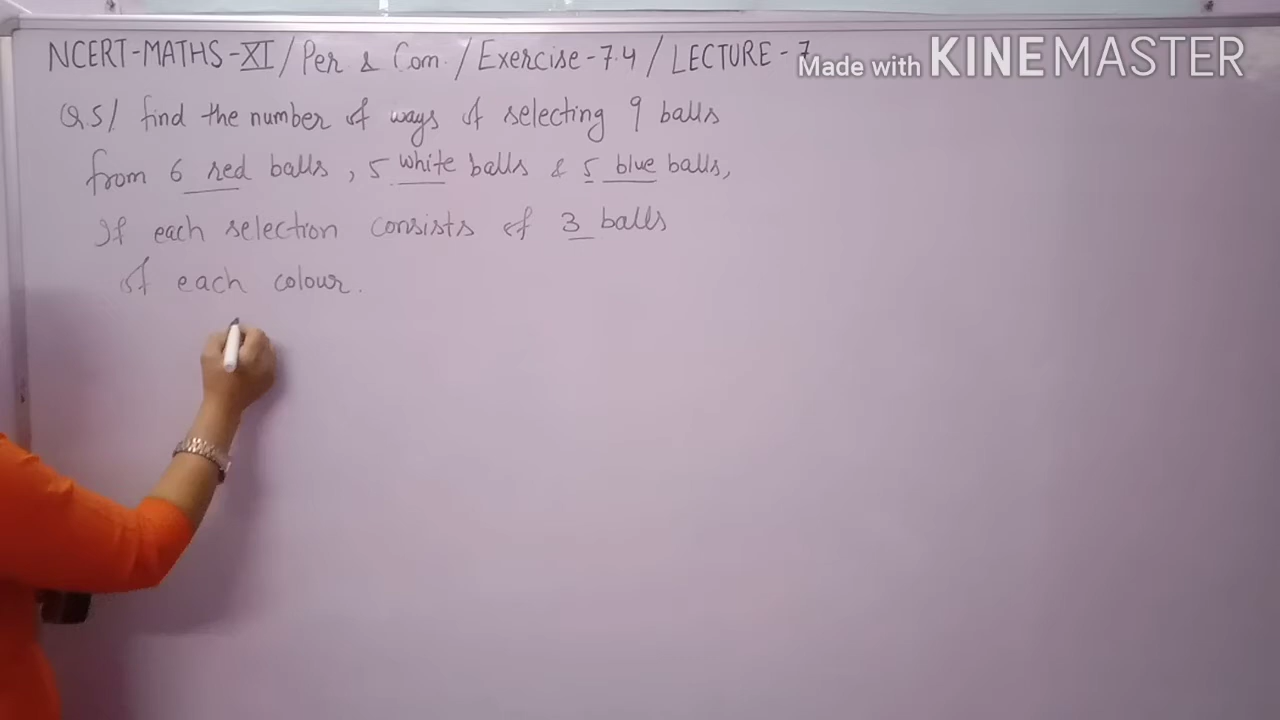 NCERT-MATHS-XI / Per & Com. / Exercise-7.4 / LECTURE - 7
Made with KINEMASTER
Q.5/ find the number of ways of selecting 9 balls
from 6 red balls, 5 white balls & 5 blue balls,
If each selection consists of 3 balls
of each colour.